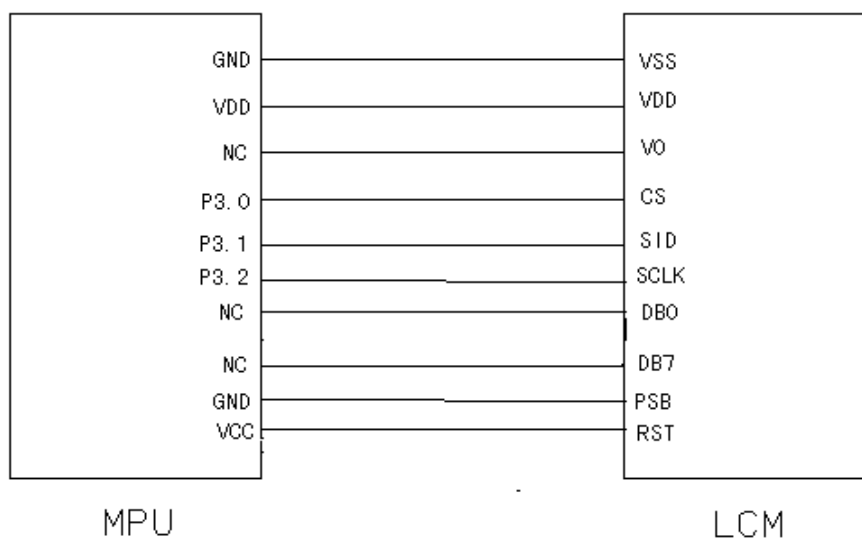 GND VSS
VDD VDD
NC VO
P3.0 CS
P3.1 SID
P3.2 SCLK
NC DB0
NC DB7
GND PSB
VCC RST
MPU LCM